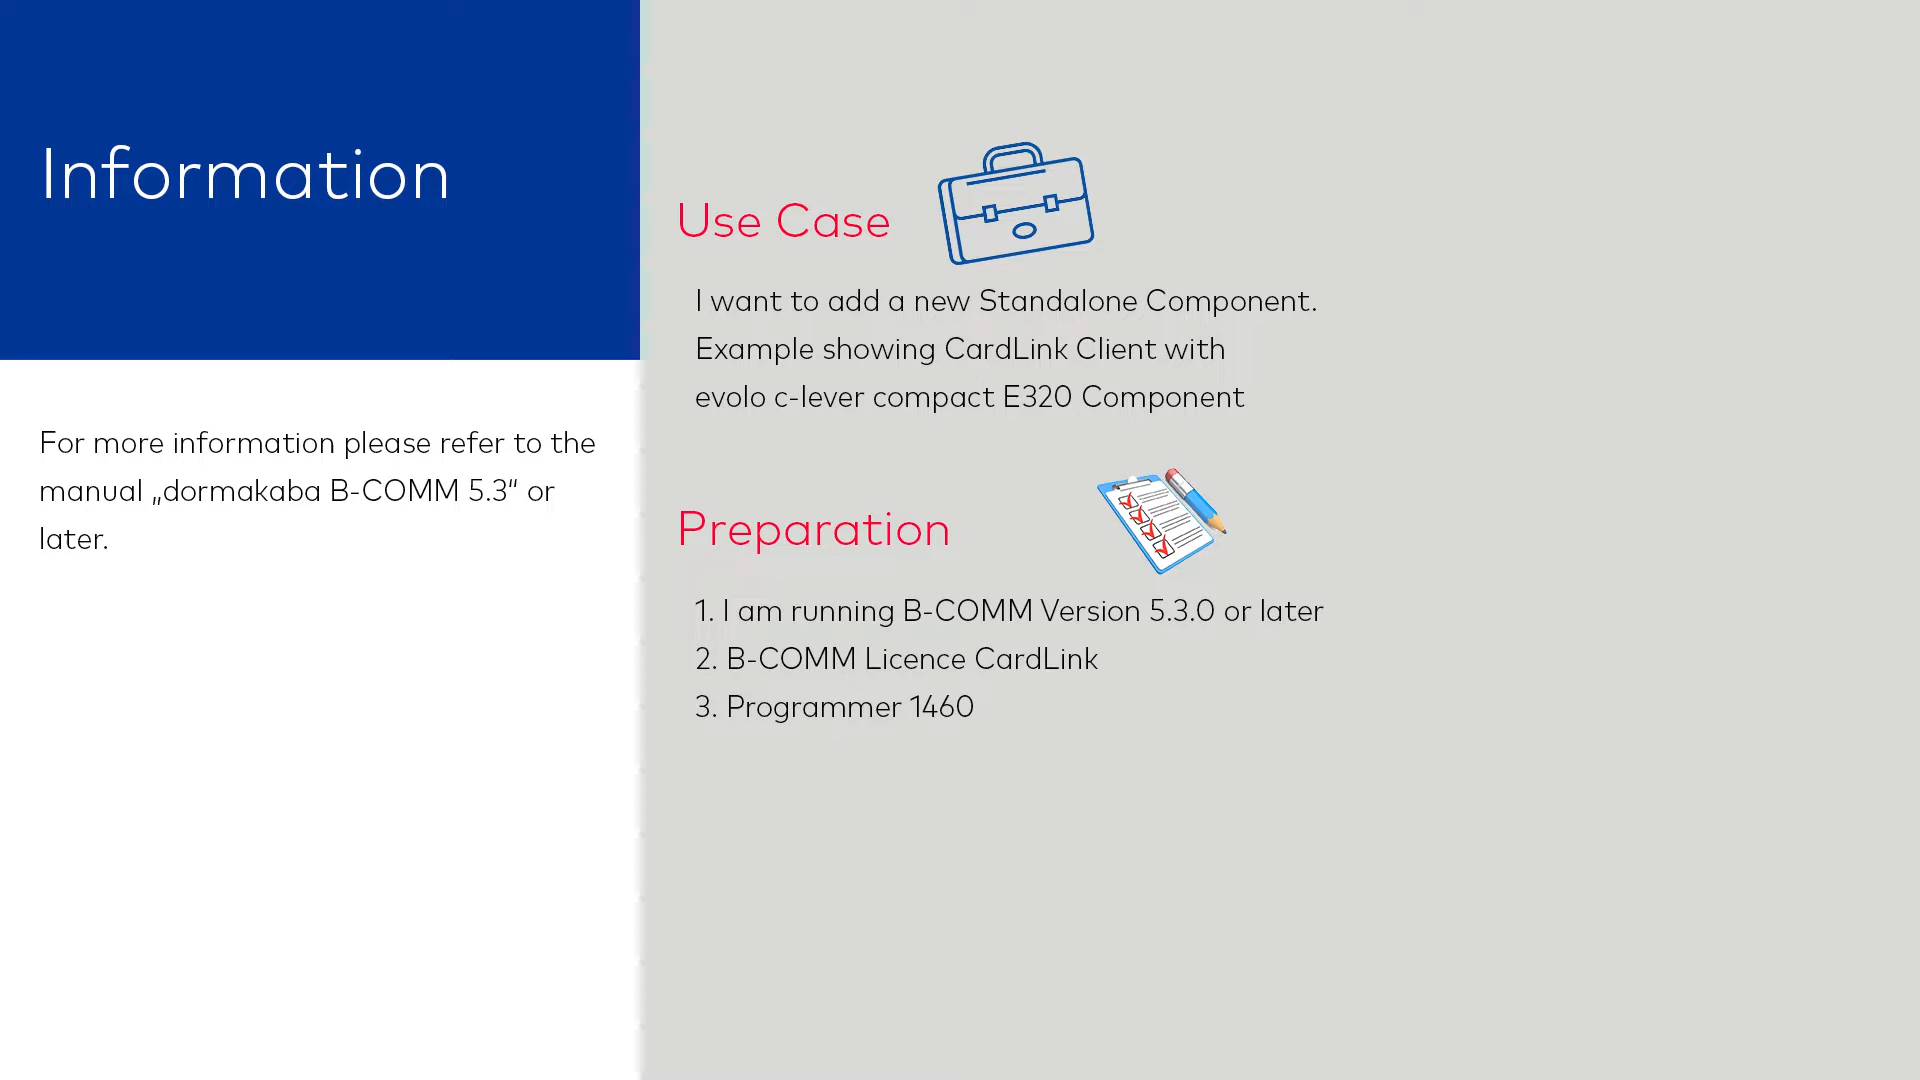 Information
For more information please refer to the
manual „dormakaba B-COMM 5.3“ or
later.
Use Case
I want to add a new Standalone Component.
Example showing CardLink Client with
evolo c-lever compact E320 Component
Preparation
1. I am running B-COMM Version 5.3.0 or later
2. B-COMM Licence CardLink
3. Programmer 1460